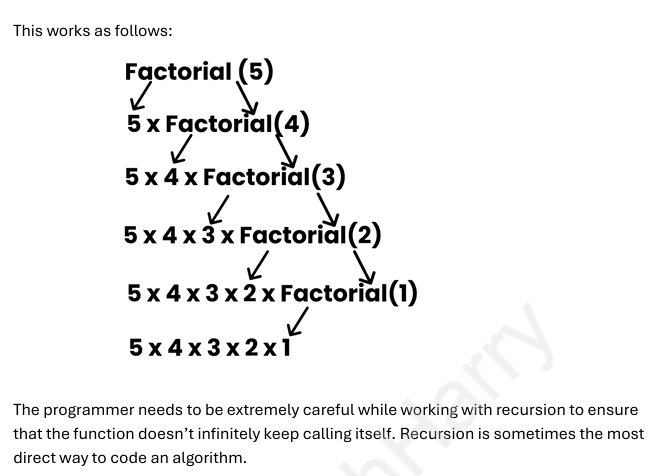 This works as follows:
Factorial (5)
5 x Factorial(4)
5 x 4 x Factorial(3)
5 x 4 x 3 x Factorial(2)
5 x 4 x 3 x 2 x Factorial(1)
5 x 4 x 3 x 2 x 1
The programmer needs to be extremely careful while working with recursion to ensure
that the function doesn’t infinitely keep calling itself. Recursion is sometimes the most
direct way to code an algorithm.
hHarry